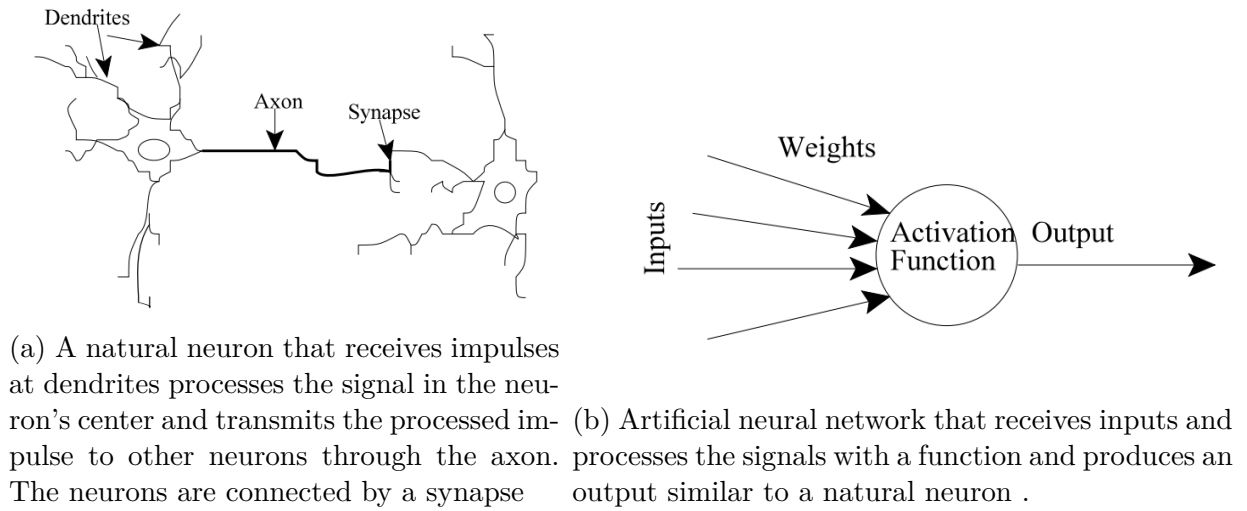 Dendrites
Axon
Synapse
(a) A natural neuron that receives impulses
at dendrites processes the signal in the neu-
ron's center and transmits the processed im-
pulse to other neurons through the axon.
The neurons are connected by a synapse
Weights
Inputs
Activation
Function
Output
(b) Artificial neural network that receives inputs and
processes the signals with a function and produces an
output similar to a natural neuron .